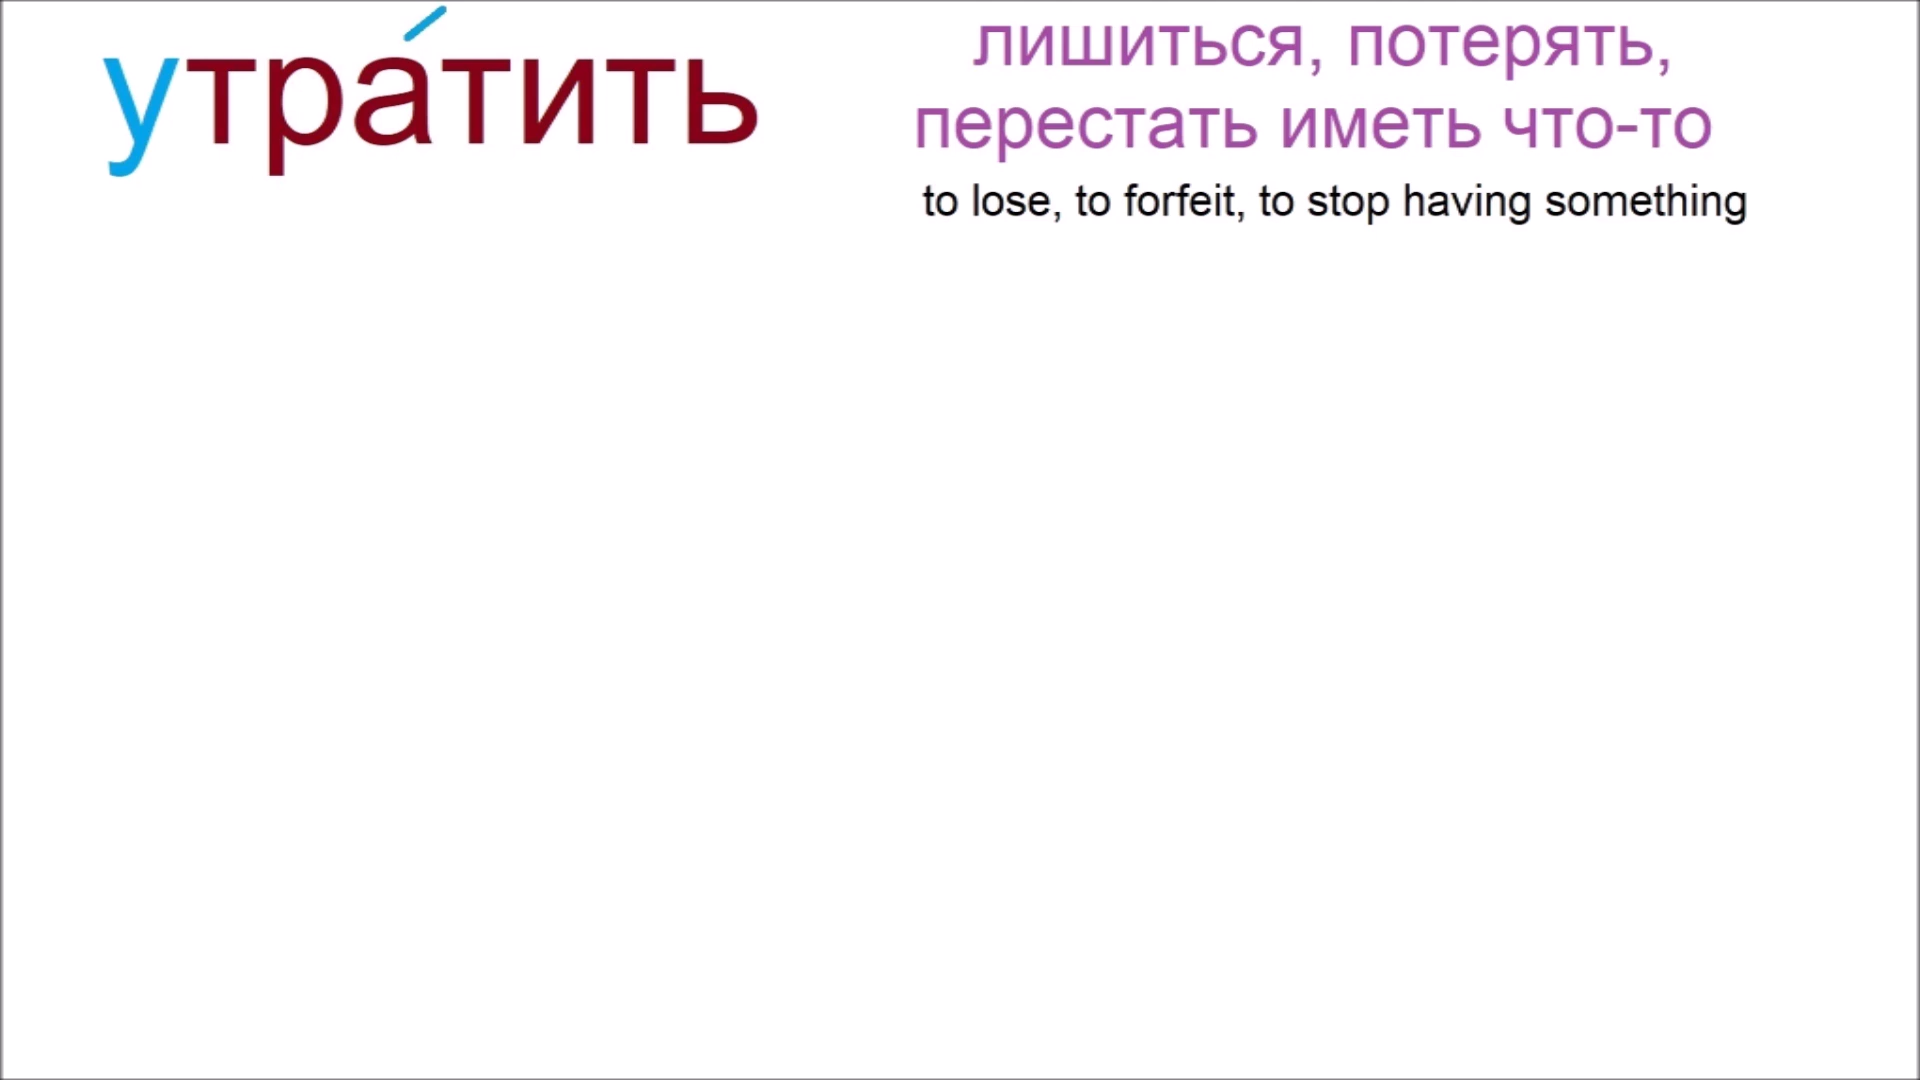 утра́тить
лишиться, потерять,
перестать иметь что-то
to lose, to forfeit, to stop having something